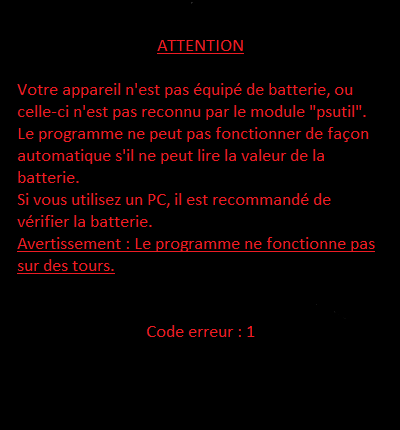 ATTENTION
Votre appareil n'est pas équipé de batterie, ou
celle-ci n'est pas reconnu par le module "psutil".
Le programme ne peut pas fonctionner de façon
automatique s'il ne peut lire la valeur de la
batterie.
Si vous utilisez un PC, il est recommandé de
vérifier la batterie.
Avertissement : Le programme ne fonctionne pas
sur des tours.
Code erreur : 1